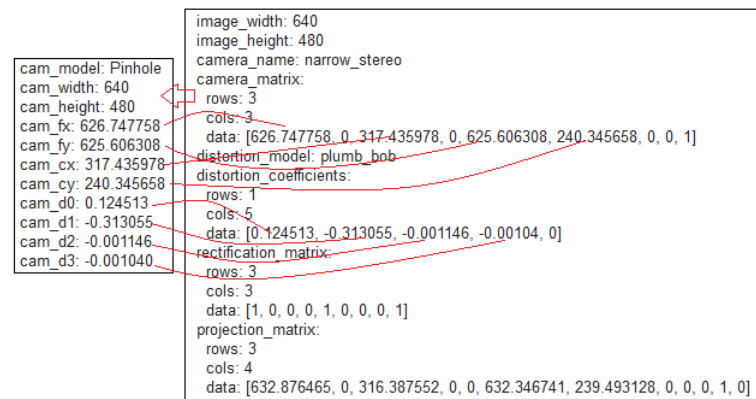 cam_model: Pinhole
cam_width: 640
cam_height: 480
cam_fx: 626.747758
cam_fy: 625.606308
cam_cx: 317.435978
cam_cy: 240.345658
cam_d0: 0.124513
cam_d1: -0.313055
cam_d2: -0.001146
cam_d3: -0.001040
image_width: 640
image_height: 480
camera_name: narrow_stereo
camera_matrix:
rows: 3
cols: 3
data: [626.747758, 0, 317.435978, 0, 625.606308, 240.345658, 0, 0, 1]
distortion_model: plumb_bob
distortion_coefficients:
rows: 1
cols: 5
data: [0.124513, -0.313055, -0.001146, -0.00104, 0]
rectification_matrix:
rows: 3
cols: 3
data: [1, 0, 0, 0, 1, 0, 0, 0, 1]
projection_matrix:
rows: 3
cols: 4
data: [632.876465, 0, 316.387552, 0, 0, 632.346741, 239.493128, 0, 0, 0, 1, 0]